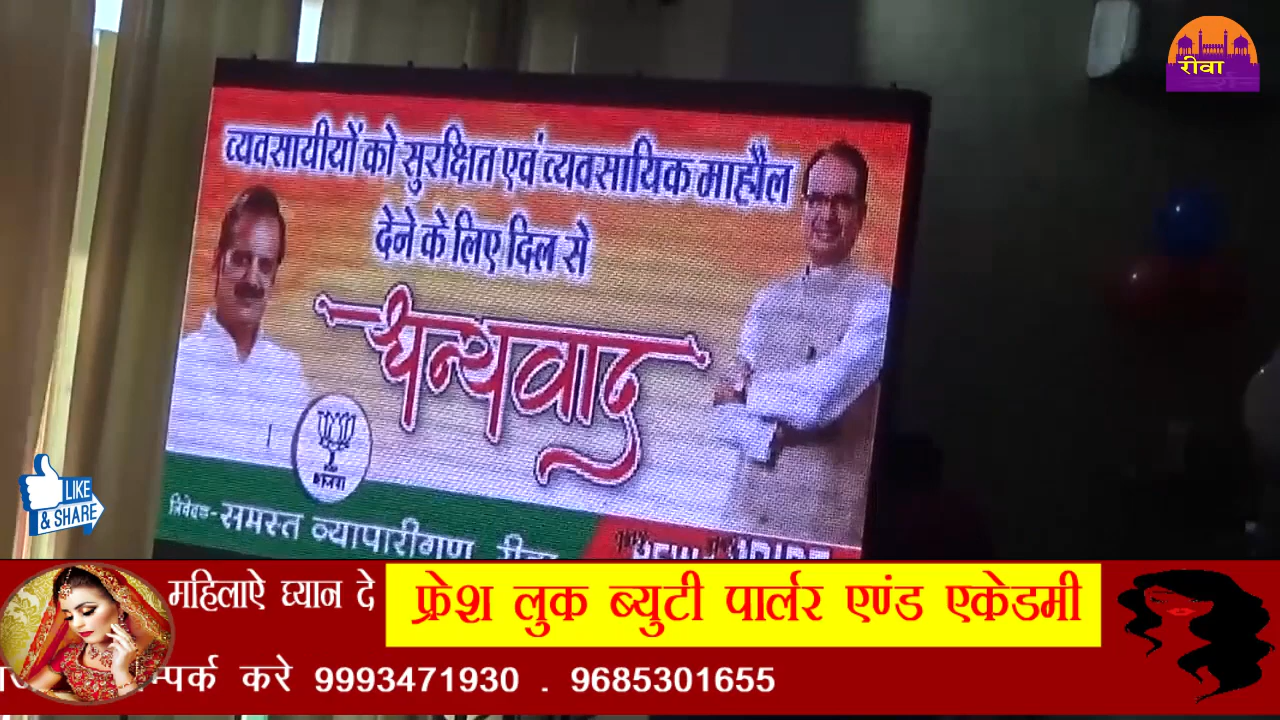 रीवा
व्यवसायीयों को सुरक्षित एवं व्यवसायिक माहौल
देने के लिए दिल से
धन्यवाद
भाजपा
निवेदक-समस्त व्यापारीगण, रीवा
LIKE
& SHARE
महिलाऐ ध्यान दे
फ्रेश लुक ब्युटी पार्लर एण्ड एकेडमी
म्पर्क करे 9993471930 . 9685301655